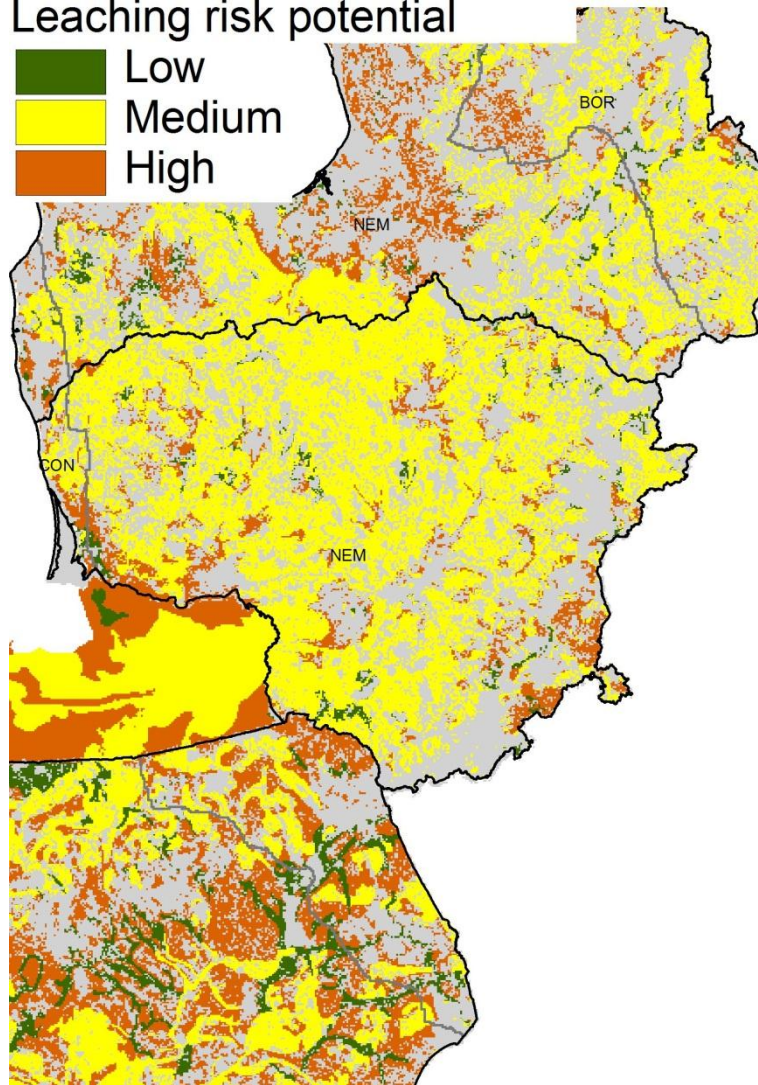 Leaching risk potential
Low
Medium
High
BOR
NEM
CON
NEM